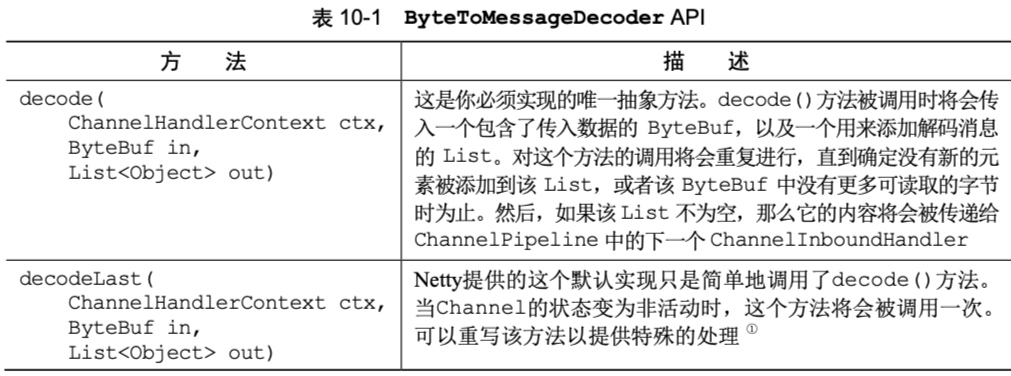 表 10-1 ByteToMessageDecoder API
方 法 描 述
decode(
ChannelHandlerContext ctx,
ByteBuf in,
List<Object> out)
这是你必须实现的唯一抽象方法。decode()方法被调用时将会传
入一个包含了传入数据的 ByteBuf，以及一个用来添加解码消息
的 List。对这个方法的调用将会重复进行，直到确定没有新的元
素被添加到该 List，或者该 ByteBuf 中没有更多可读取的字节
时为止。然后，如果该 List 不为空，那么它的内容将会被传递给
ChannelPipeline 中的下一个 ChannelInboundHandler
decodeLast(
ChannelHandlerContext ctx,
ByteBuf in,
List<Object> out)
Netty提供的这个默认实现只是简单地调用了decode()方法。
当Channel的状态变为非活动时，这个方法将会被调用一次。
可以重写该方法以提供特殊的处理 ①